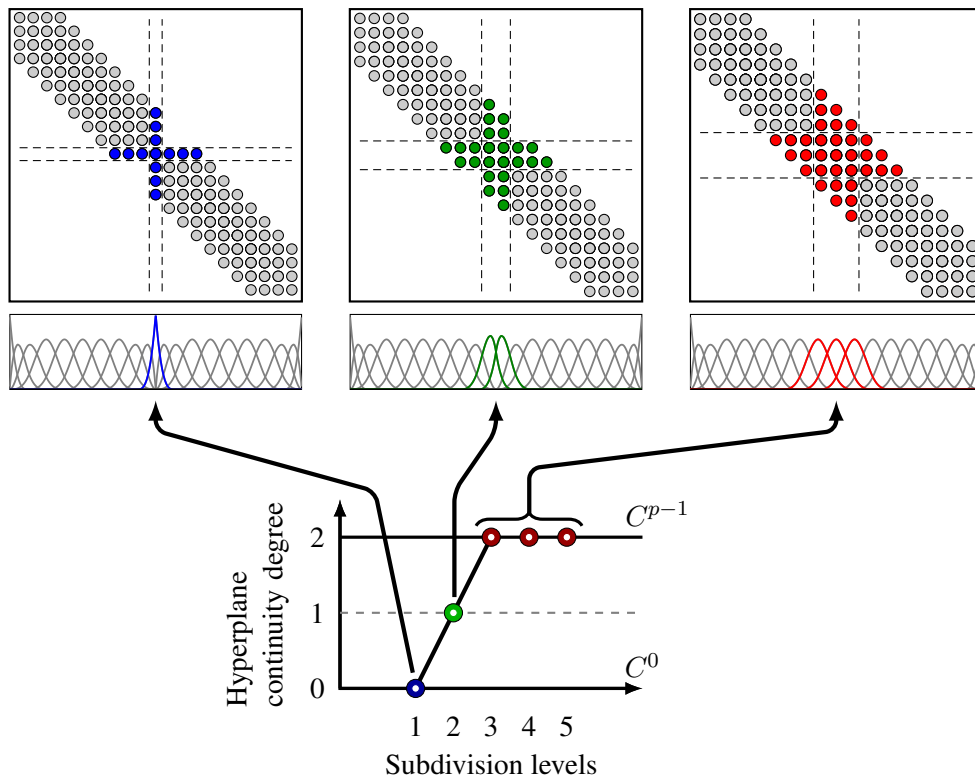 Hyperplane
continuity degree
2
1
0
C^{p−1}
C^0
1 2 3 4 5
Subdivision levels